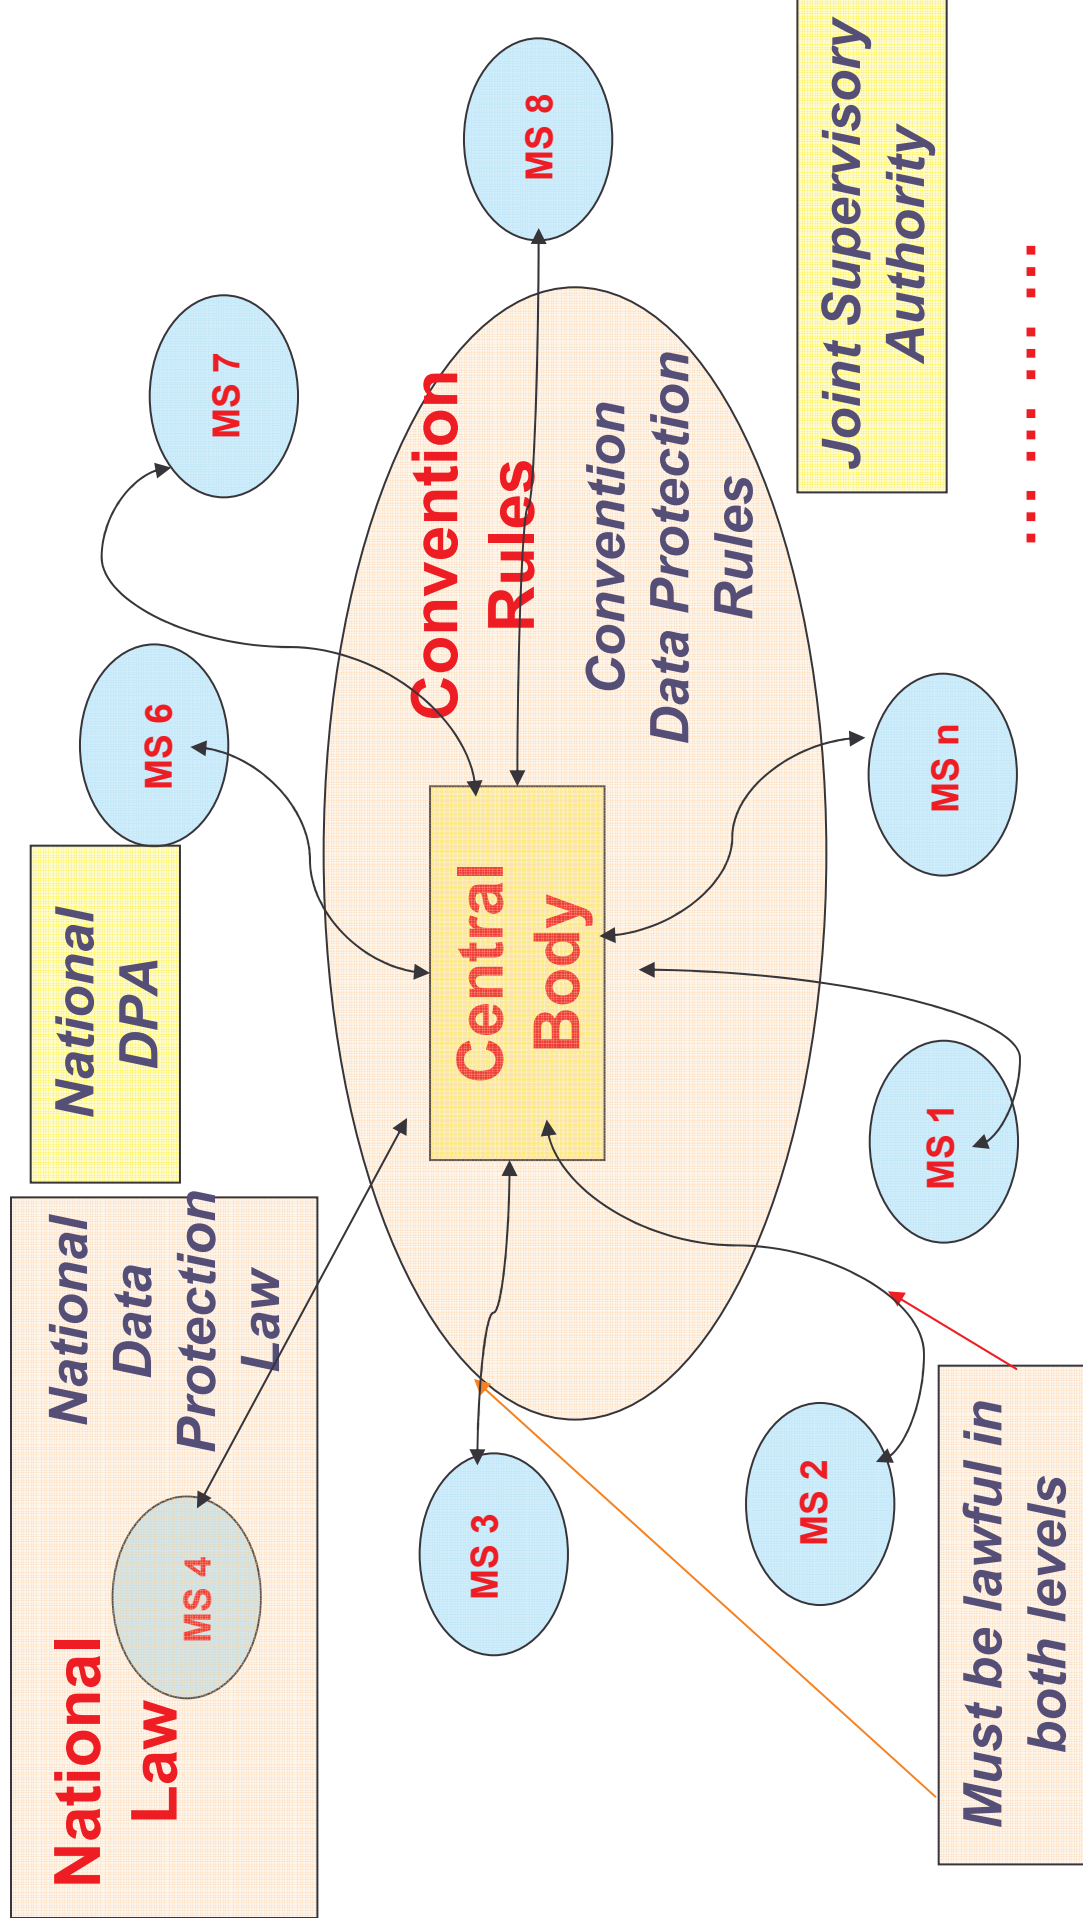 National
Law
National
Data
Protection
Law
MS 4
National
DPA
MS 6
MS 7
MS 8
MS 3
Central
Body
Convention
Rules
Convention
Data Protection
Rules
MS 2
MS 1
MS n
Joint Supervisory
Authority
Must be lawful in
both levels
... ... ... ...